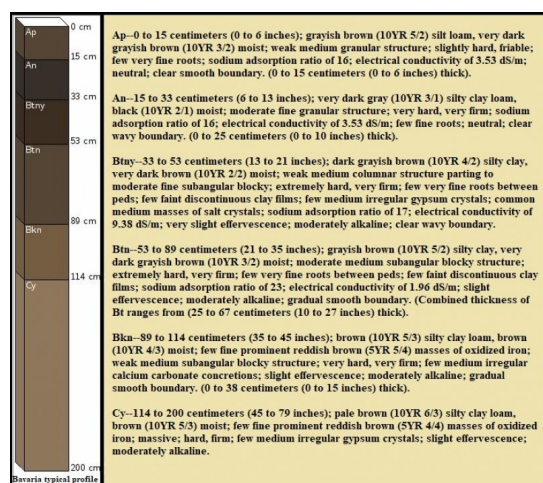 0 cm
Ap
15 cm
An
33 cm
Btny
53 cm
Btn
89 cm
Bkn
114 cm
Cy
200 cm
Bavaria typical profile
Ap--0 to 15 centimeters (0 to 6 inches); grayish brown (10YR 5/2) silt loam, very dark
grayish brown (10YR 3/2) moist; weak medium granular structure; slightly hard, friable;
few very fine roots; sodium adsorption ratio of 16; electrical conductivity of 3.53 dS/m;
neutral; clear smooth boundary. (0 to 15 centimeters (0 to 6 inches) thick).
An--15 to 33 centimeters (6 to 13 inches); very dark gray (10YR 3/1) silty clay loam,
black (10YR 2/1) moist; moderate fine granular structure; very hard, very firm; sodium
adsorption ratio of 16; electrical conductivity of 3.53 dS/m; few fine roots; neutral; clear
wavy boundary. (0 to 25 centimeters (0 to 10 inches) thick).
Btny--33 to 53 centimeters (13 to 21 inches); dark grayish brown (10YR 4/2) silty clay,
very dark brown (10YR 2/2) moist; weak medium columnar structure parting to
moderate fine subangular blocky; extremely hard, very firm; few very fine roots between
peds; few faint discontinuous clay films; few medium irregular gypsum crystals; common
medium masses of salt crystals; sodium adsorption ratio of 17; electrical conductivity of
9.38 dS/m; very slight effervescence; moderately alkaline; clear wavy boundary.
Btn--53 to 89 centimeters (21 to 35 inches); grayish brown (10YR 5/2) silty clay, very
dark grayish brown (10YR 3/2) moist; moderate medium subangular blocky structure;
extremely hard, very firm; few very fine roots between peds; few faint discontinuous clay
films; sodium adsorption ratio of 23; electrical conductivity of 1.96 dS/m; slight
effervescence; moderately alkaline; gradual smooth boundary. (Combined thickness of
Bt ranges from (25 to 67 centimeters (10 to 27 inches) thick).
Bkn--89 to 114 centimeters (35 to 45 inches); brown (10YR 5/3) silty clay loam, brown
(10YR 4/3) moist; few fine prominent reddish brown (5YR 5/4) masses of oxidized iron;
weak medium subangular blocky structure; very hard, very firm; few medium irregular
calcium carbonate concretions; slight effervescence; moderately alkaline; gradual
smooth boundary. (0 to 38 centimeters (0 to 15 inches) thick).
Cy--114 to 200 centimeters (45 to 79 inches); pale brown (10YR 6/3) silty clay loam,
brown (10YR 5/3) moist; few fine prominent reddish brown (5YR 4/4) masses of oxidized
iron; massive; hard, firm; few medium irregular gypsum crystals; slight effervescence;
moderately alkaline.